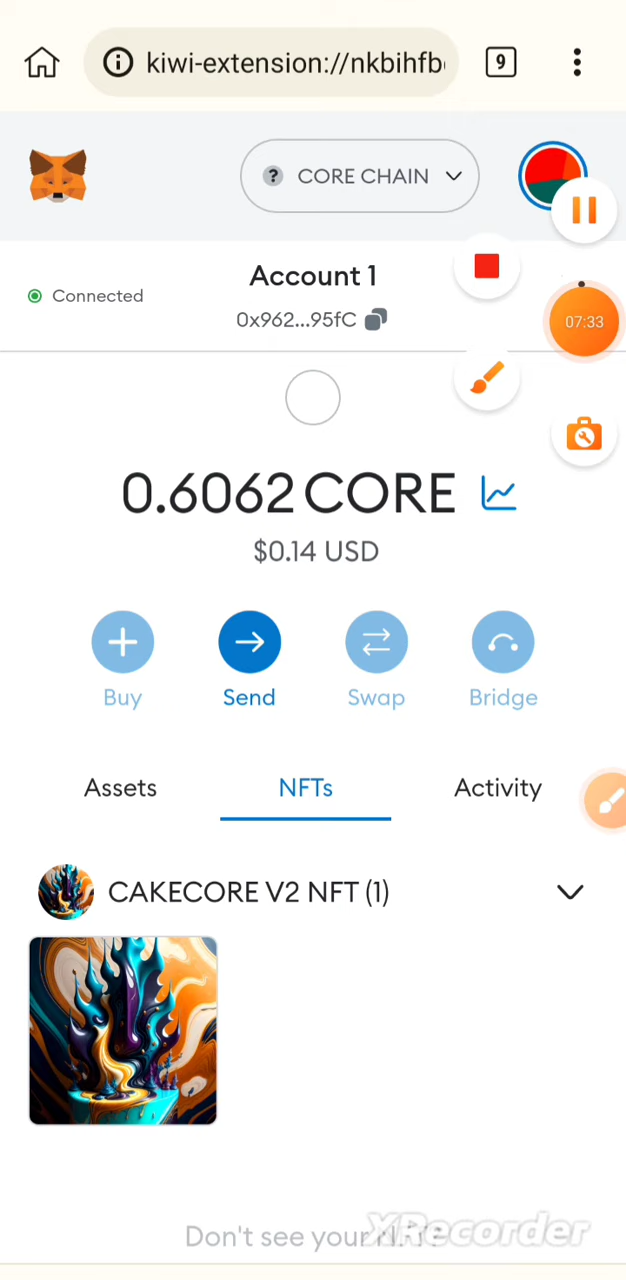 kiwi-extension://nkbihfb
9
? CORE CHAIN
Account 1
Connected
0x962...95fC
07:33
0.6062 CORE
$0.14 USD
Buy Send Swap Bridge
Assets NFTs Activity
CAKECORE V2 NFT (1)
Don't see your
XRecorder